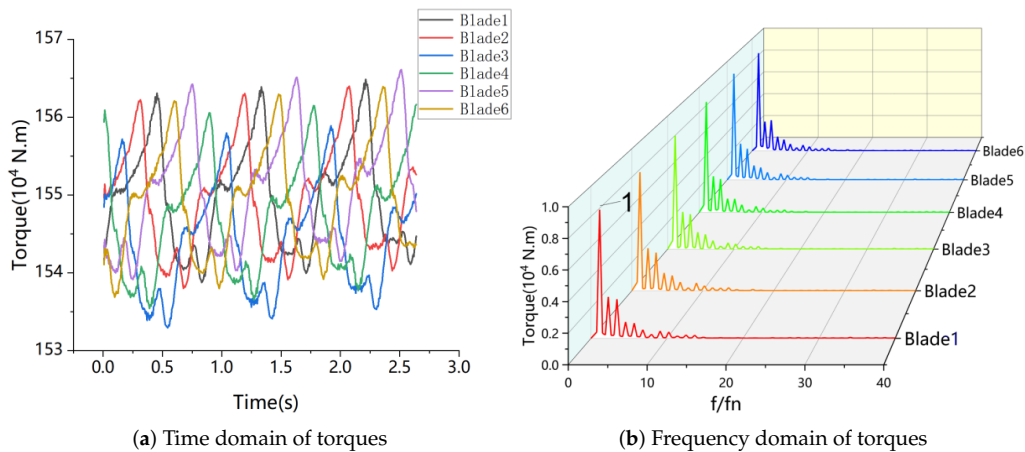 157
156
155
154
153
Torque(10⁴ N.m)
0.0 0.5 1.0 1.5 2.0 2.5 3.0
Time(s)
Blade1
Blade2
Blade3
Blade4
Blade5
Blade6
(a) Time domain of torques
1.0
0.8
0.6
0.4
0.2
0.0
Torque(10⁴ N.m)
1
0 10 20 30 40
f/fn
Blade6
Blade5
Blade4
Blade3
Blade2
Blade1
(b) Frequency domain of torques